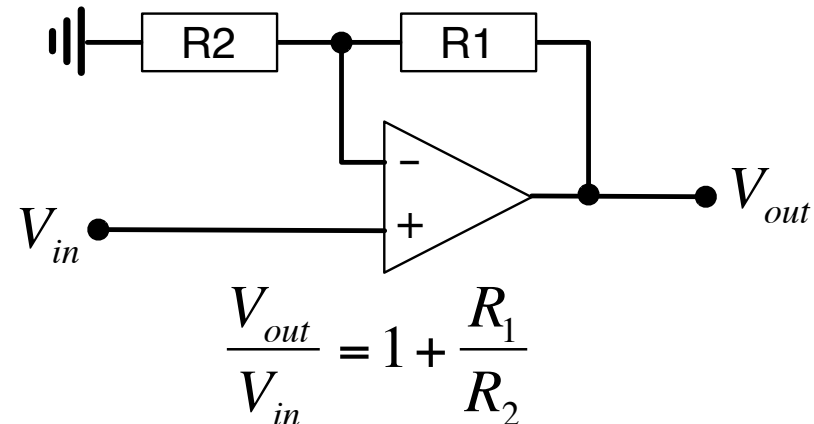 R2 R1
-
V_out
+
V_in
V_out / V_in = 1 + R_1 / R_2